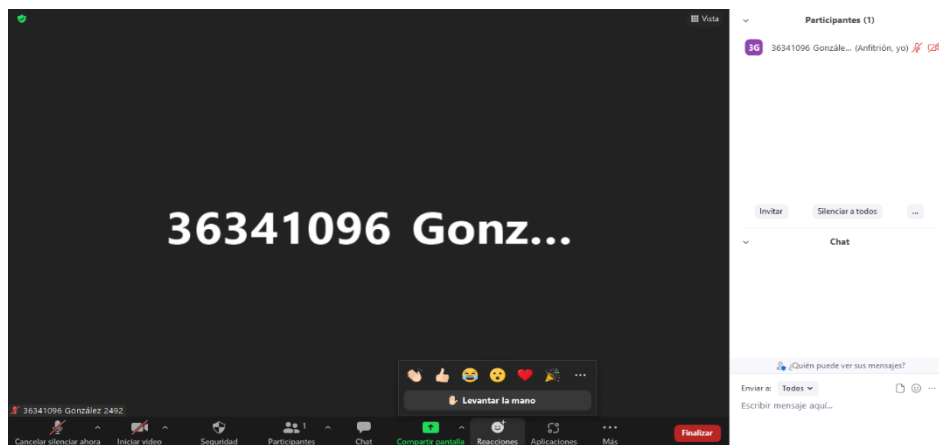 Vista
36341096 Gonz...
Levantar la mano
36341096 González 2492
Cancelar silenciar ahora
Iniciar video
Seguridad
1
Participantes
Chat
Compartir pantalla
Reacciones
Aplicaciones
Más
Finalizar
Participantes (1)
3G 36341096 Gonzále... (Anfitrión, yo)
Invitar
Silenciar a todos
...
Chat
¿Quién puede ver sus mensajes?
Enviar a: Todos
Escribir mensaje aquí...